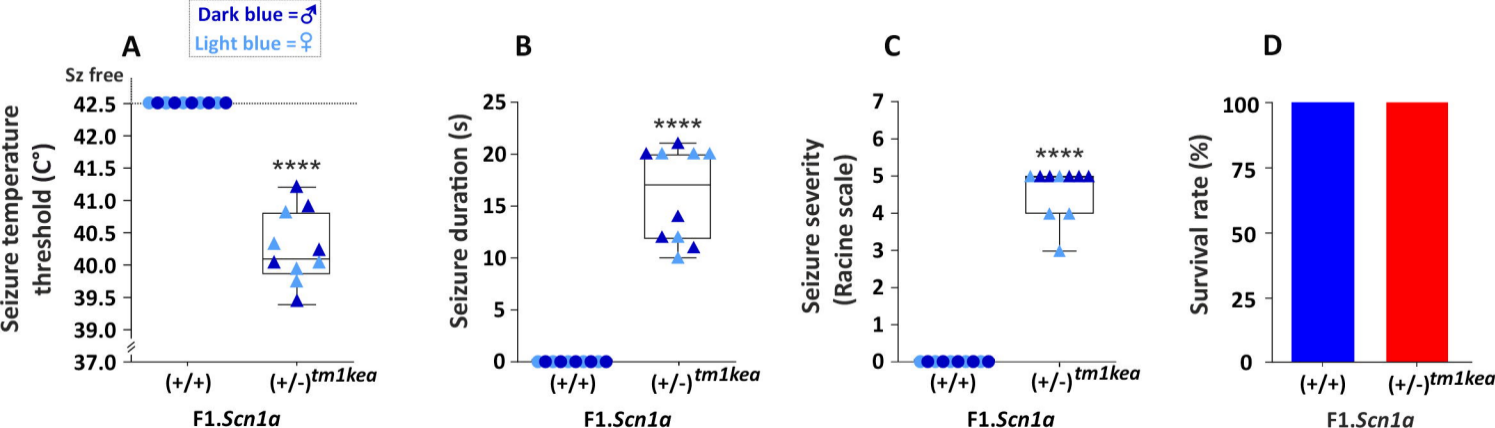 Dark blue =♂
Light blue =♀
A
Sz free
Seizure temperature
threshold (C°)
42.5
42.0
41.5
41.0
40.5
40.0
39.5
39.0
37.0
****
(+/+)
(+/-)tm1kea
F1.Scn1a
B
Seizure duration (s)
25
20
15
10
5
0
****
(+/+)
(+/-)tm1kea
F1.Scn1a
C
Seizure severity
(Racine scale)
7
6
5
4
3
2
1
0
****
(+/+)
(+/-)tm1kea
F1.Scn1a
D
Survival rate (%)
100
75
50
25
0
(+/+)
(+/-)tm1kea
F1.Scn1a